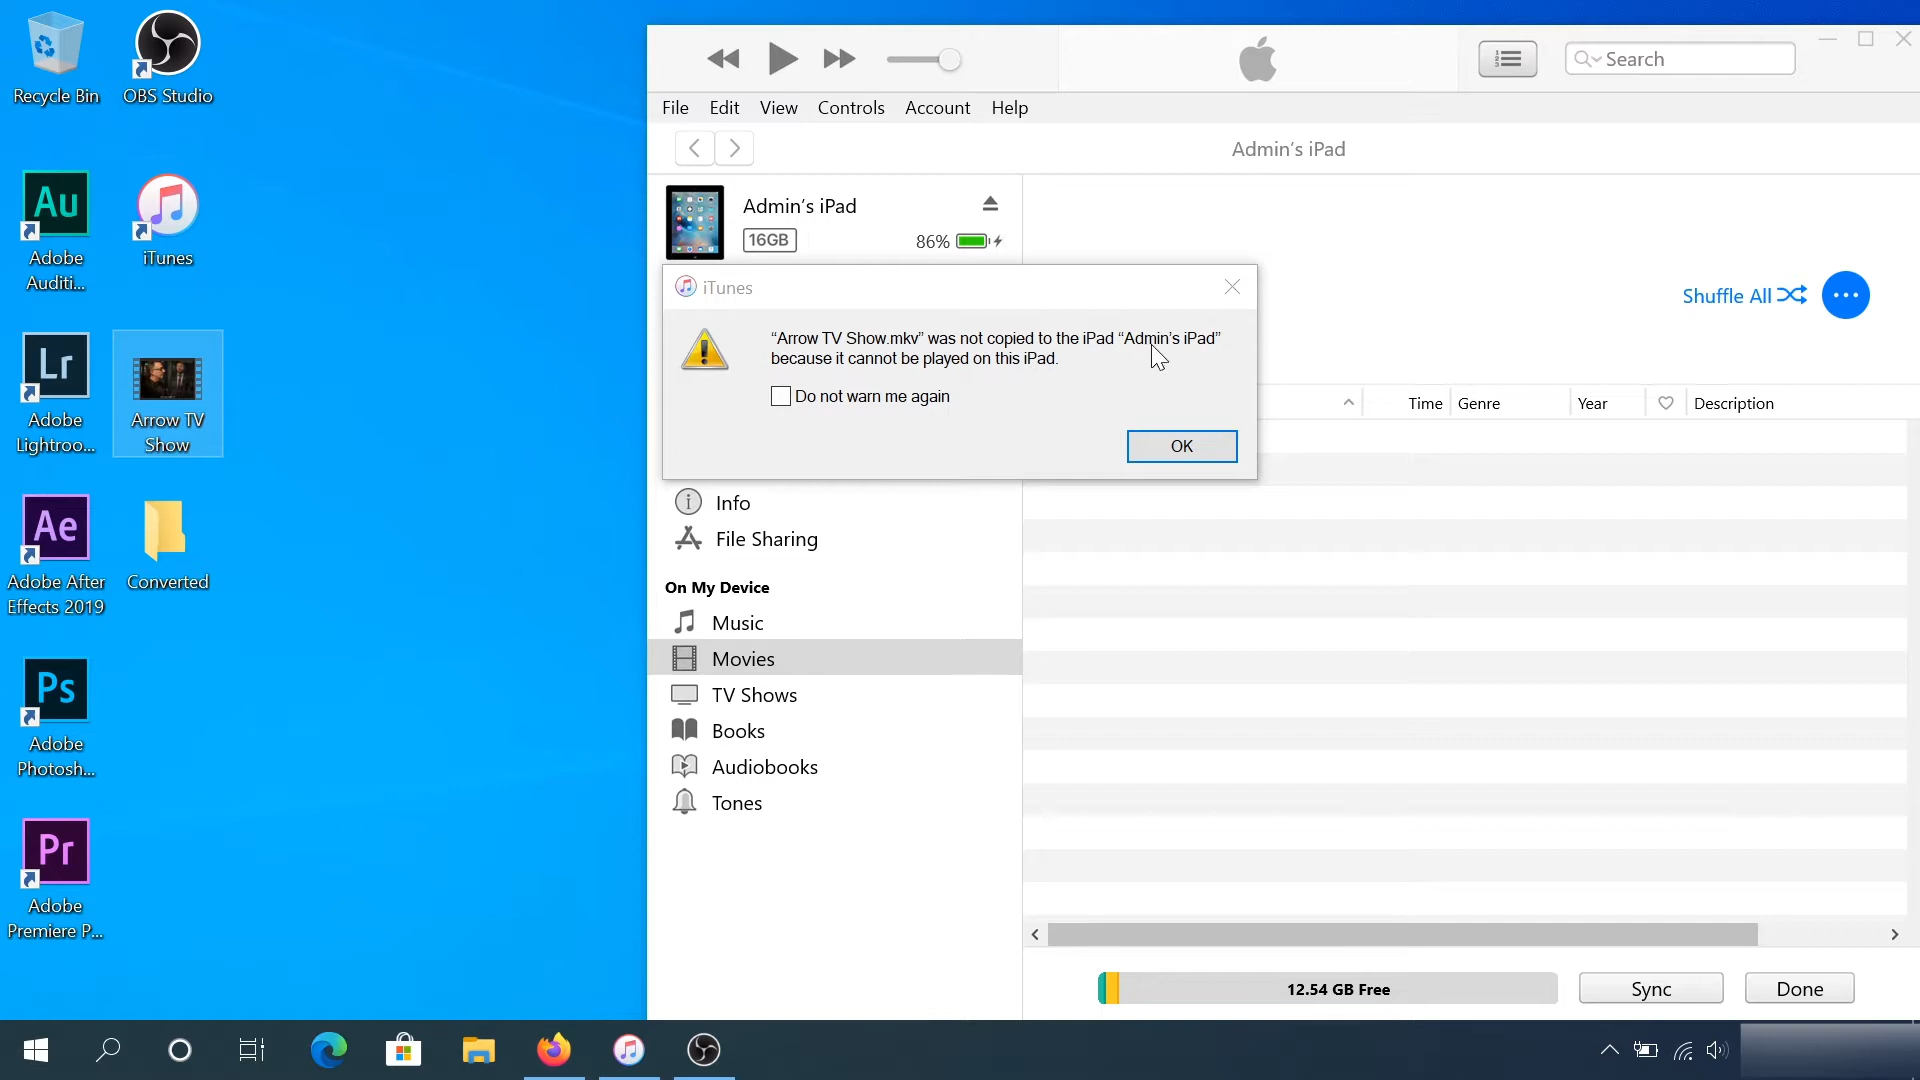 Recycle Bin
OBS Studio
Au
Adobe
Auditi...
iTunes
Lr
Adobe
Lightroo...
Arrow TV
Show
Ae
Adobe After
Effects 2019
Converted
Ps
Adobe
Photosh...
Pr
Adobe
Premiere P...
Search
File Edit View Controls Account Help
Admin's iPad
Admin's iPad
16GB
86%
iTunes
“Arrow TV Show.mkv” was not copied to the iPad “Admin's iPad”
because it cannot be played on this iPad.
Do not warn me again
OK
Shuffle All
Time Genre Year Description
Info
File Sharing
On My Device
Music
Movies
TV Shows
Books
Audiobooks
Tones
12.54 GB Free
Sync
Done